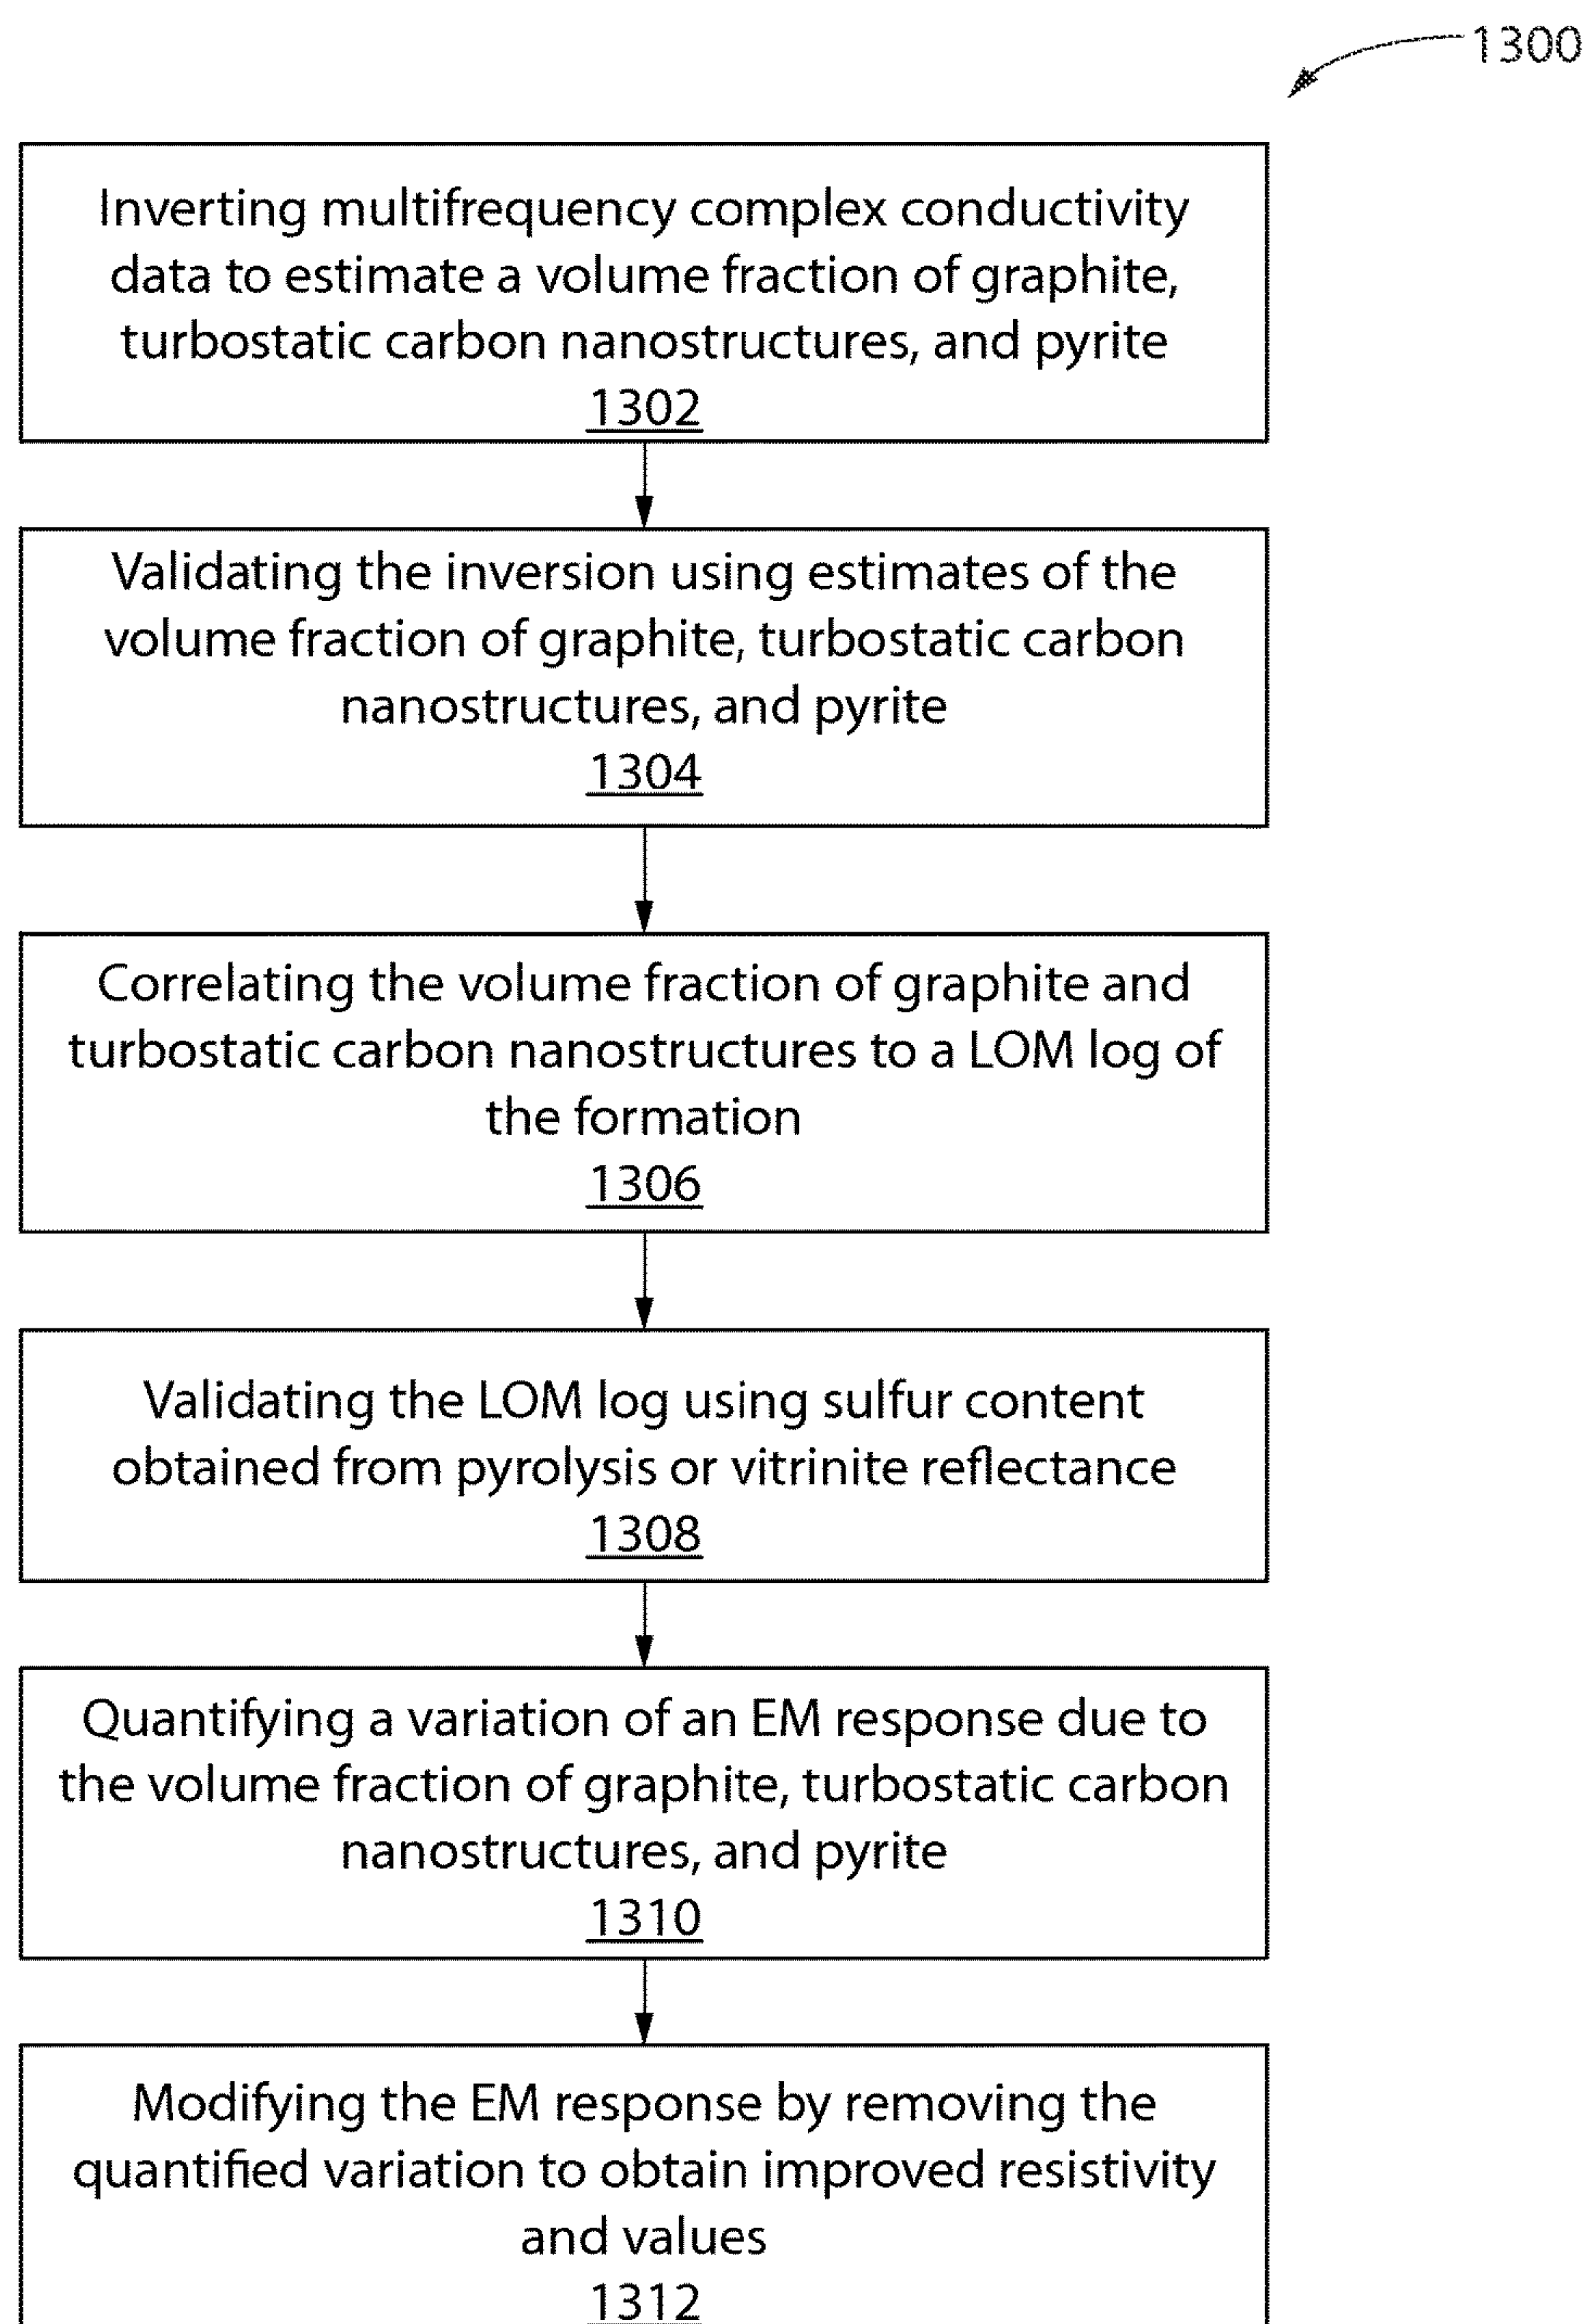 1300
Inverting multifrequency complex conductivity
data to estimate a volume fraction of graphite,
turbostatic carbon nanostructures, and pyrite
1302
Validating the inversion using estimates of the
volume fraction of graphite, turbostatic carbon
nanostructures, and pyrite
1304
Correlating the volume fraction of graphite and
turbostatic carbon nanostructures to a LOM log of
the formation
1306
Validating the LOM log using sulfur content
obtained from pyrolysis or vitrinite reflectance
1308
Quantifying a variation of an EM response due to
the volume fraction of graphite, turbostatic carbon
nanostructures, and pyrite
1310
Modifying the EM response by removing the
quantified variation to obtain improved resistivity
and values
1312